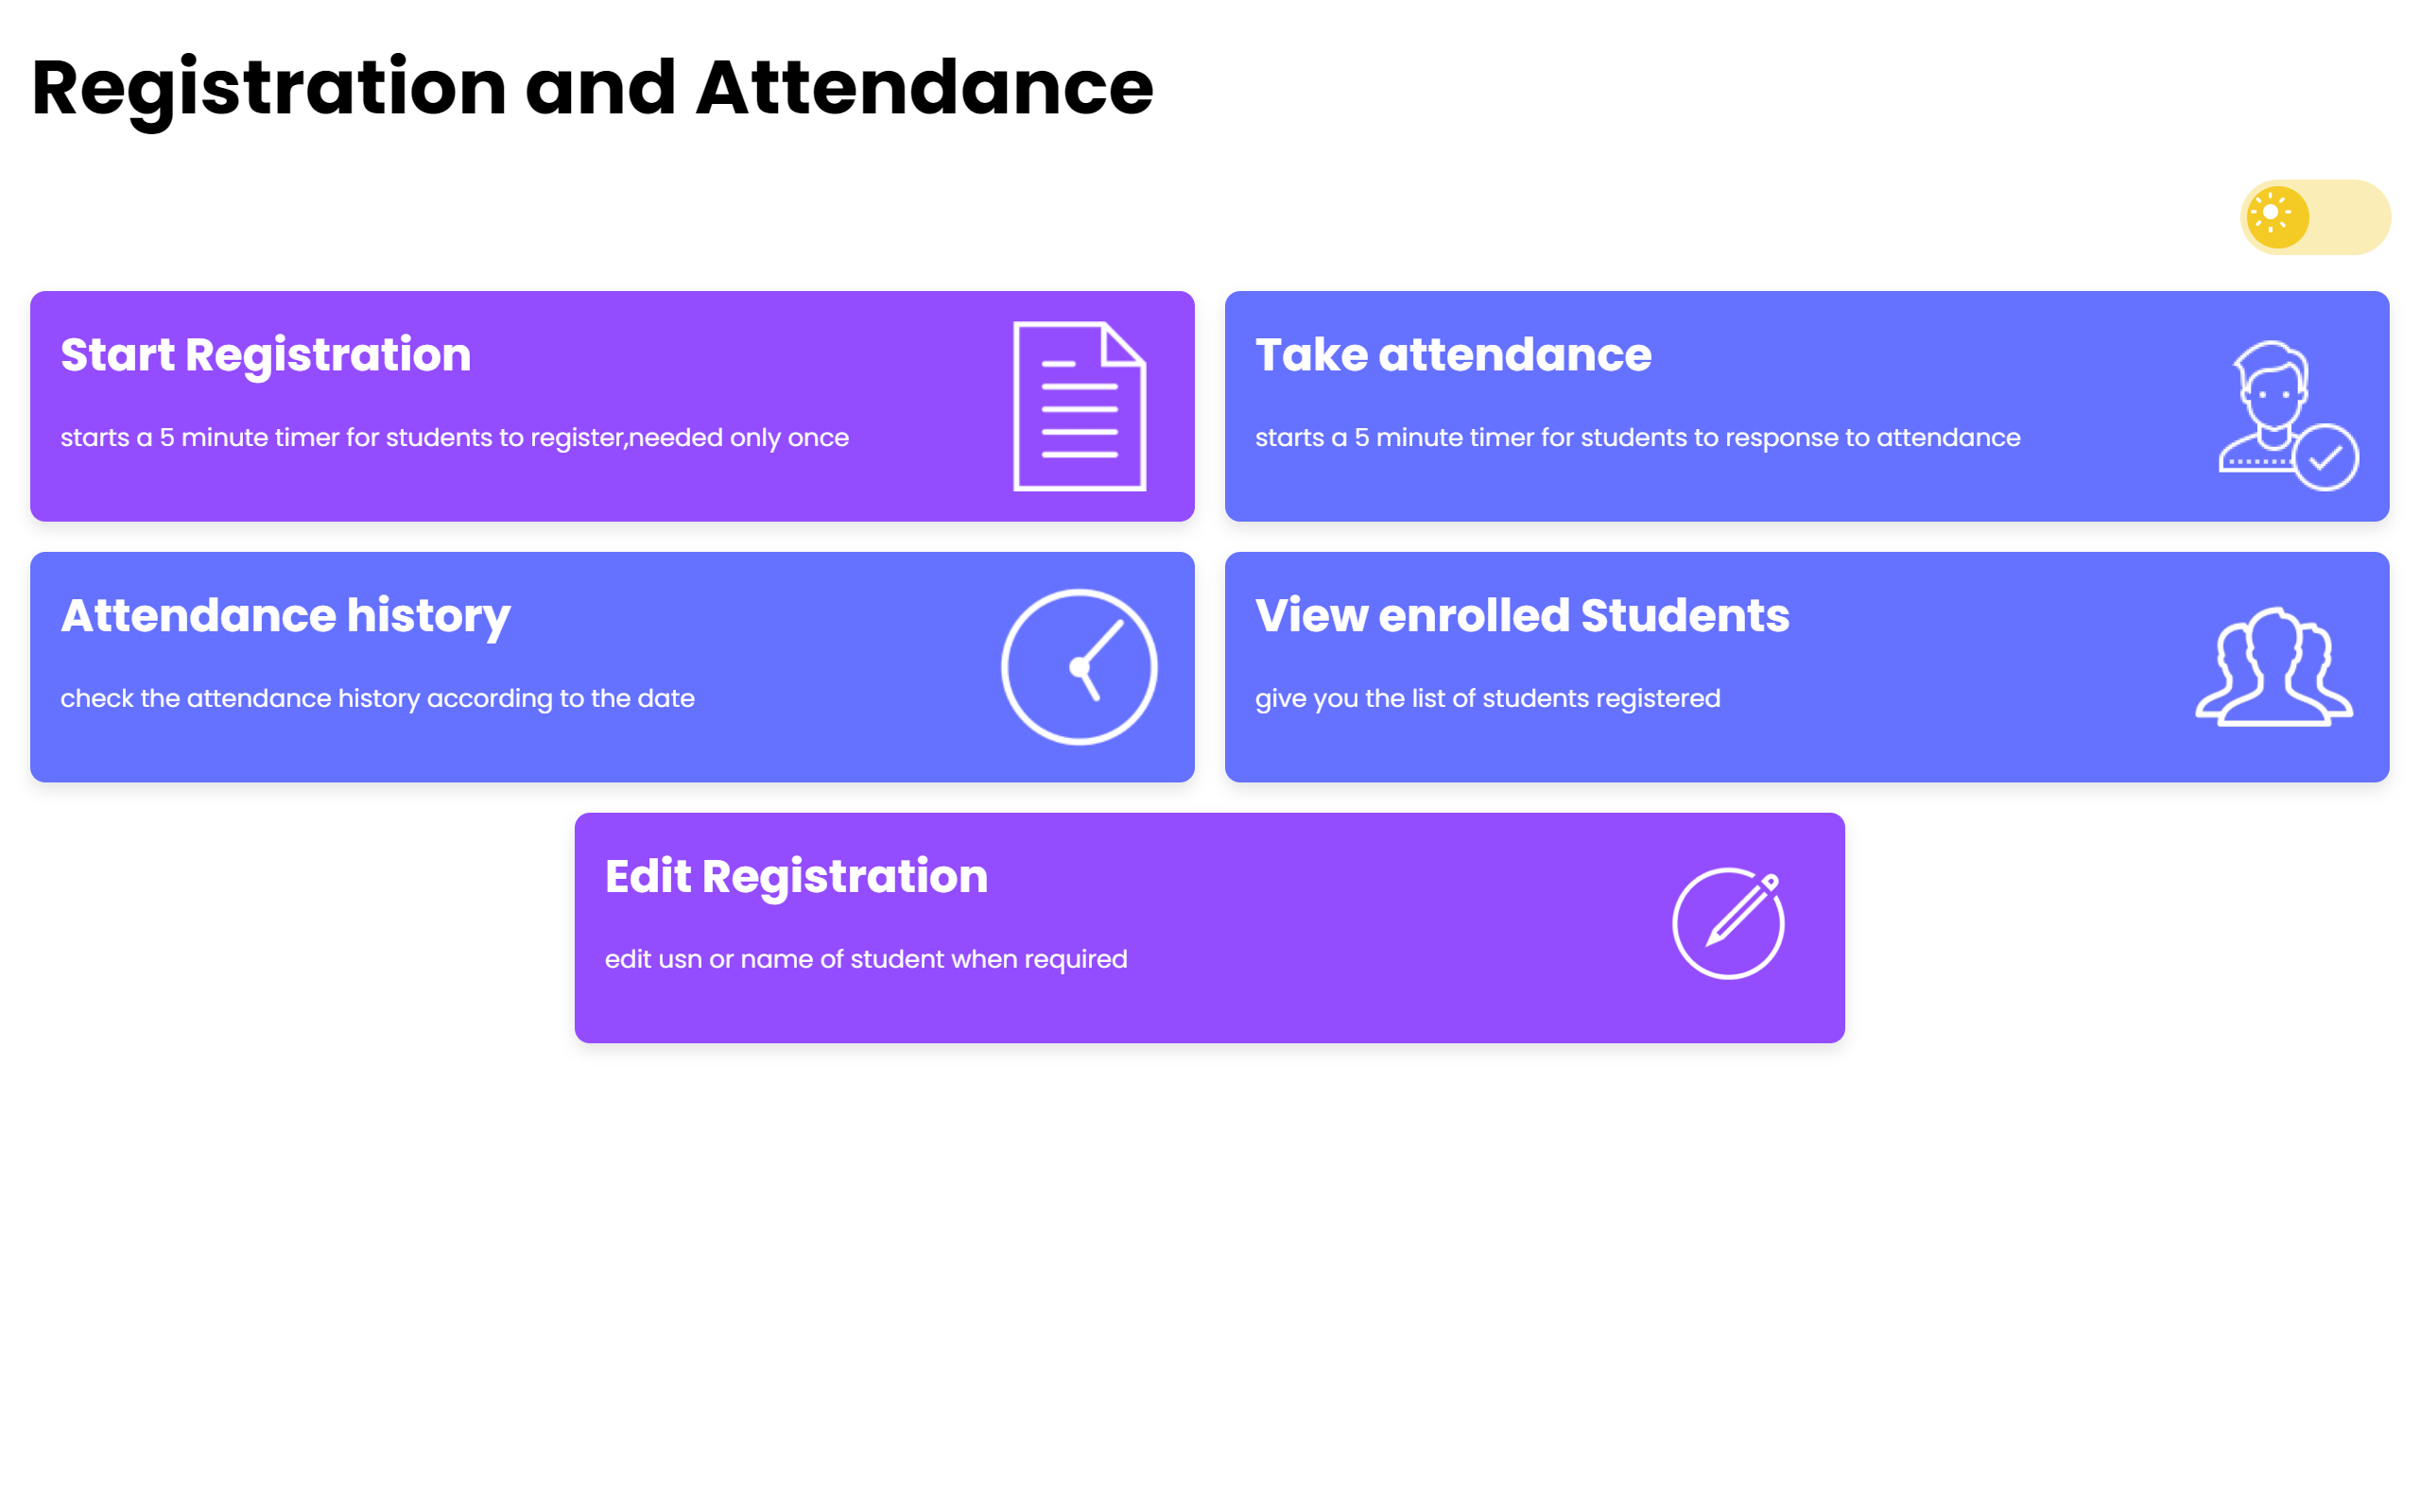 Registration and Attendance
Start Registration
starts a 5 minute timer for students to register,needed only once
Take attendance
starts a 5 minute timer for students to response to attendance
Attendance history
check the attendance history according to the date
View enrolled Students
give you the list of students registered
Edit Registration
edit usn or name of student when required